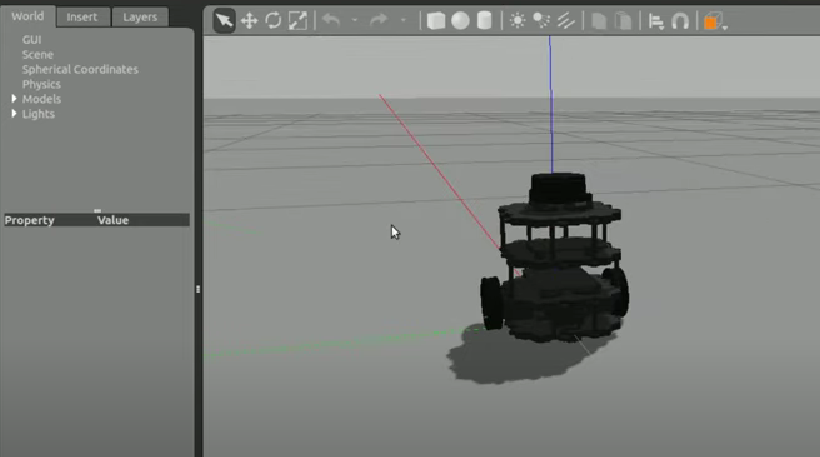 World Insert Layers
GUI
Scene
Spherical Coordinates
Physics
Models
Lights
Property Value